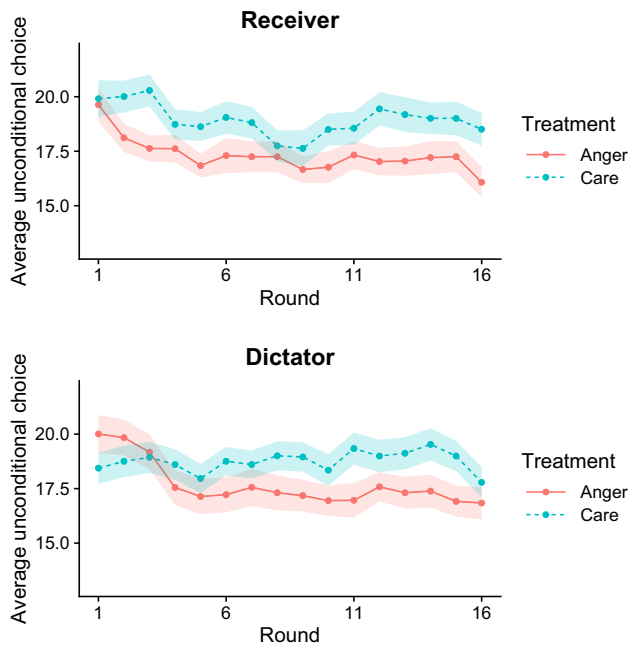 Receiver
Average unconditional choice
20.0
17.5
15.0
1 6 11 16
Round
Treatment
Anger
Care
Dictator
Average unconditional choice
20.0
17.5
15.0
1 6 11 16
Round
Treatment
Anger
Care